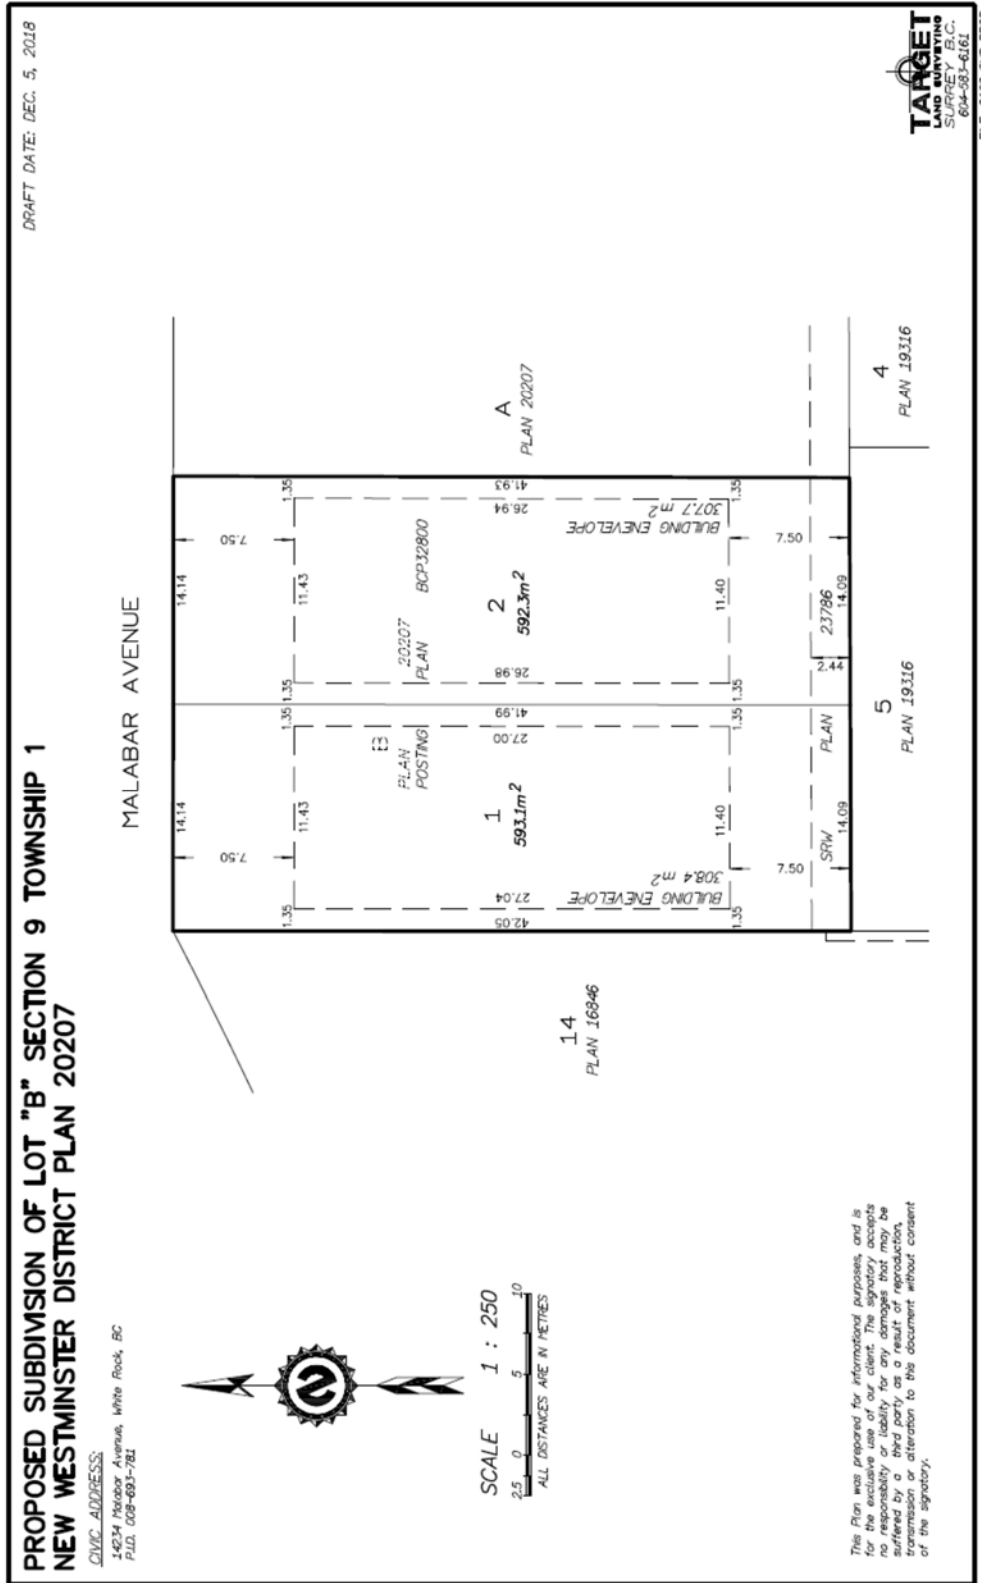 PROPOSED SUBDIVISION OF LOT "B" SECTION 9 TOWNSHIP 1
NEW WESTMINSTER DISTRICT PLAN 20207
DRAFT DATE: DEC. 5, 2018
CIVIC ADDRESS:
14234 Malabar Avenue, White Rock, BC
P.I.D. 008-693-781
MALABAR AVENUE
14.14
14.14
7.50
7.50
1.35
11.43
1.35
1.35
11.43
1.35
B
PLAN
POSTING
20207
PLAN
BCP32800
42.05
27.04
1
593.1m²
27.00
41.99
26.98
2
592.3m²
26.94
41.93
A
PLAN 20207
14
PLAN 16846
BUILDING ENEVELOPE
308.4 m²
BUILDING ENEVELOPE
307.7 m²
1.35
11.40
1.35
1.35
11.40
1.35
7.50
7.50
SRW
PLAN
2.44
23786
14.09
14.09
5
PLAN 19316
4
PLAN 19316
SCALE 1 : 250
2.5 0 5 10
ALL DISTANCES ARE IN METRES
This Plan was prepared for informational purposes, and is
for the exclusive use of our client. The signatory accepts
no responsibility or liability for any damages that may be
suffered by a third party as a result of reproduction,
transmission or alteration to this document without consent
of the signatory.
TARGET
LAND SURVEYING
SURREY B.C.
604-583-6161